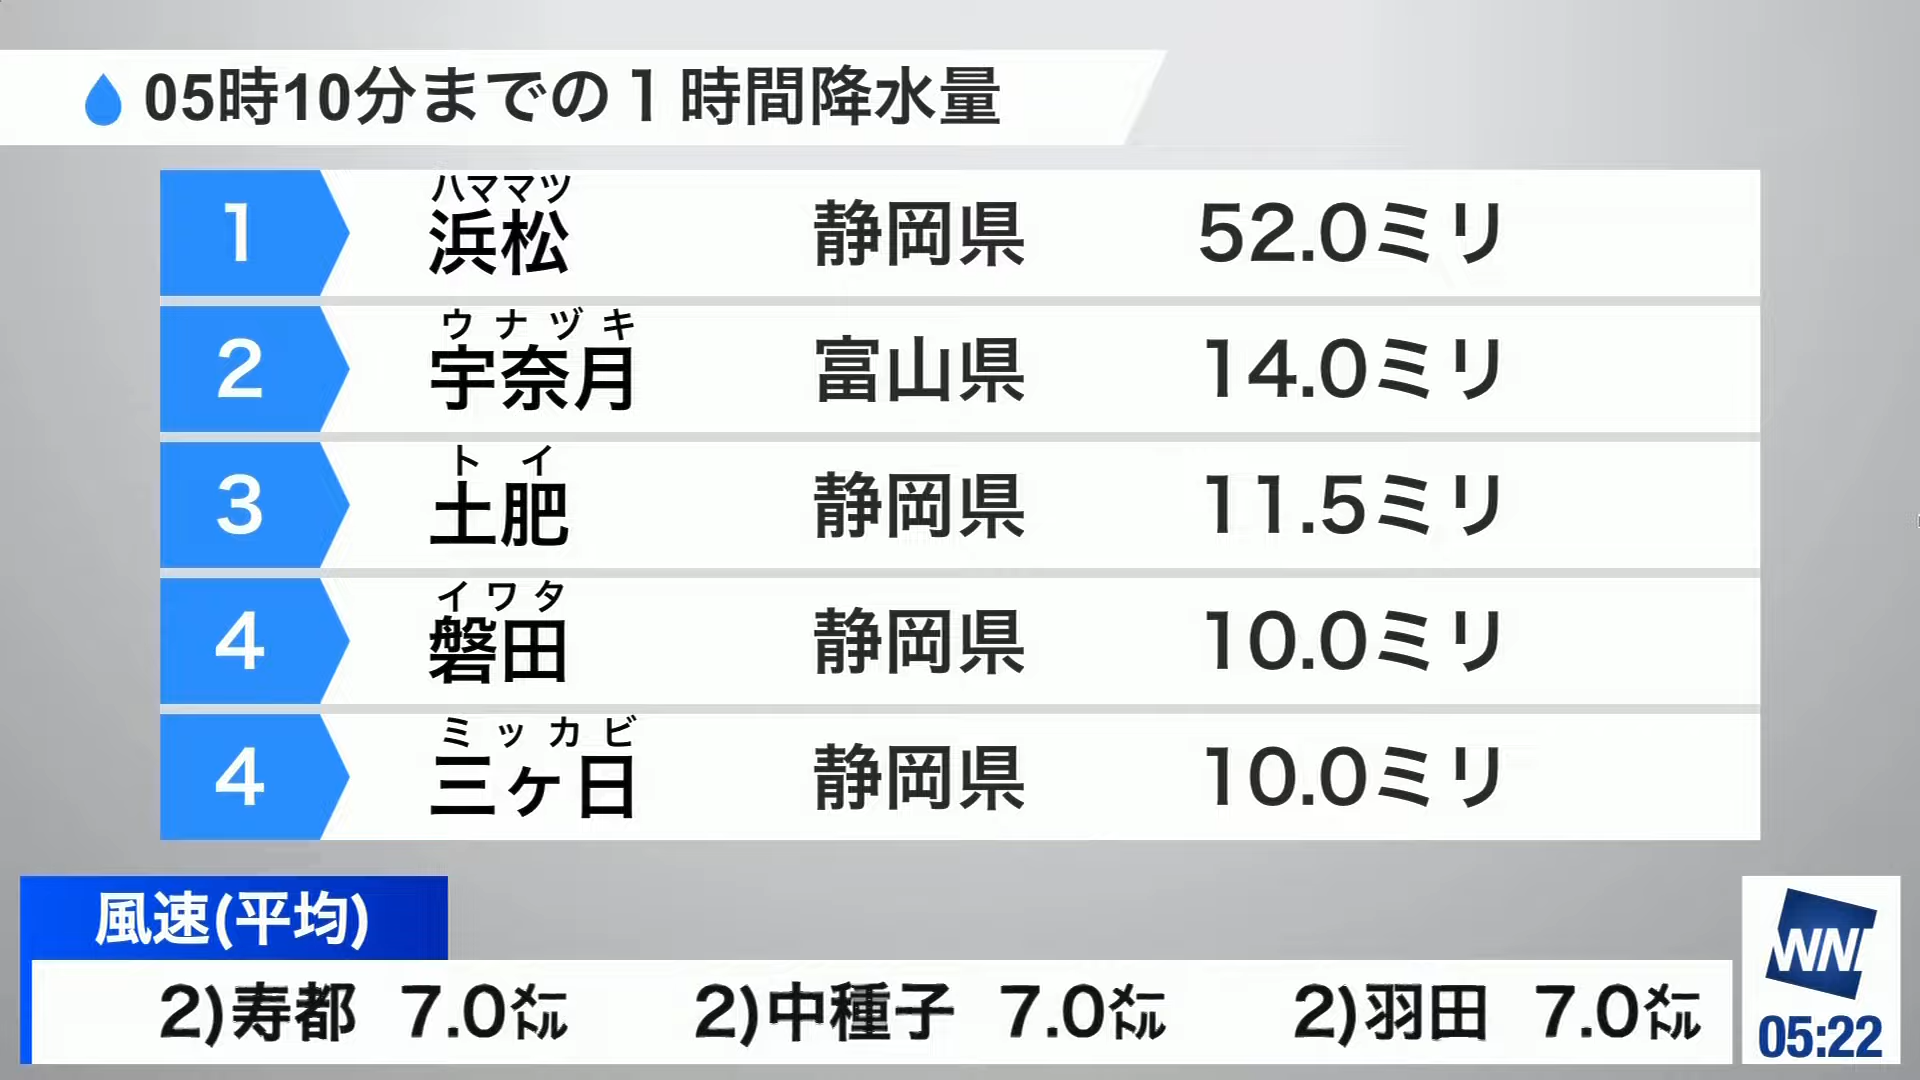 05時10分までの１時間降水量
1 浜松 ハママツ 静岡県 52.0ミリ
2 宇奈月 ウナヅキ 富山県 14.0ミリ
3 土肥 トイ 静岡県 11.5ミリ
4 磐田 イワタ 静岡県 10.0ミリ
4 三ヶ日 ミッカビ 静岡県 10.0ミリ
風速(平均)
2)寿都 7.0㍍ 2)中種子 7.0㍍ 2)羽田 7.0㍍
WNI
05:22